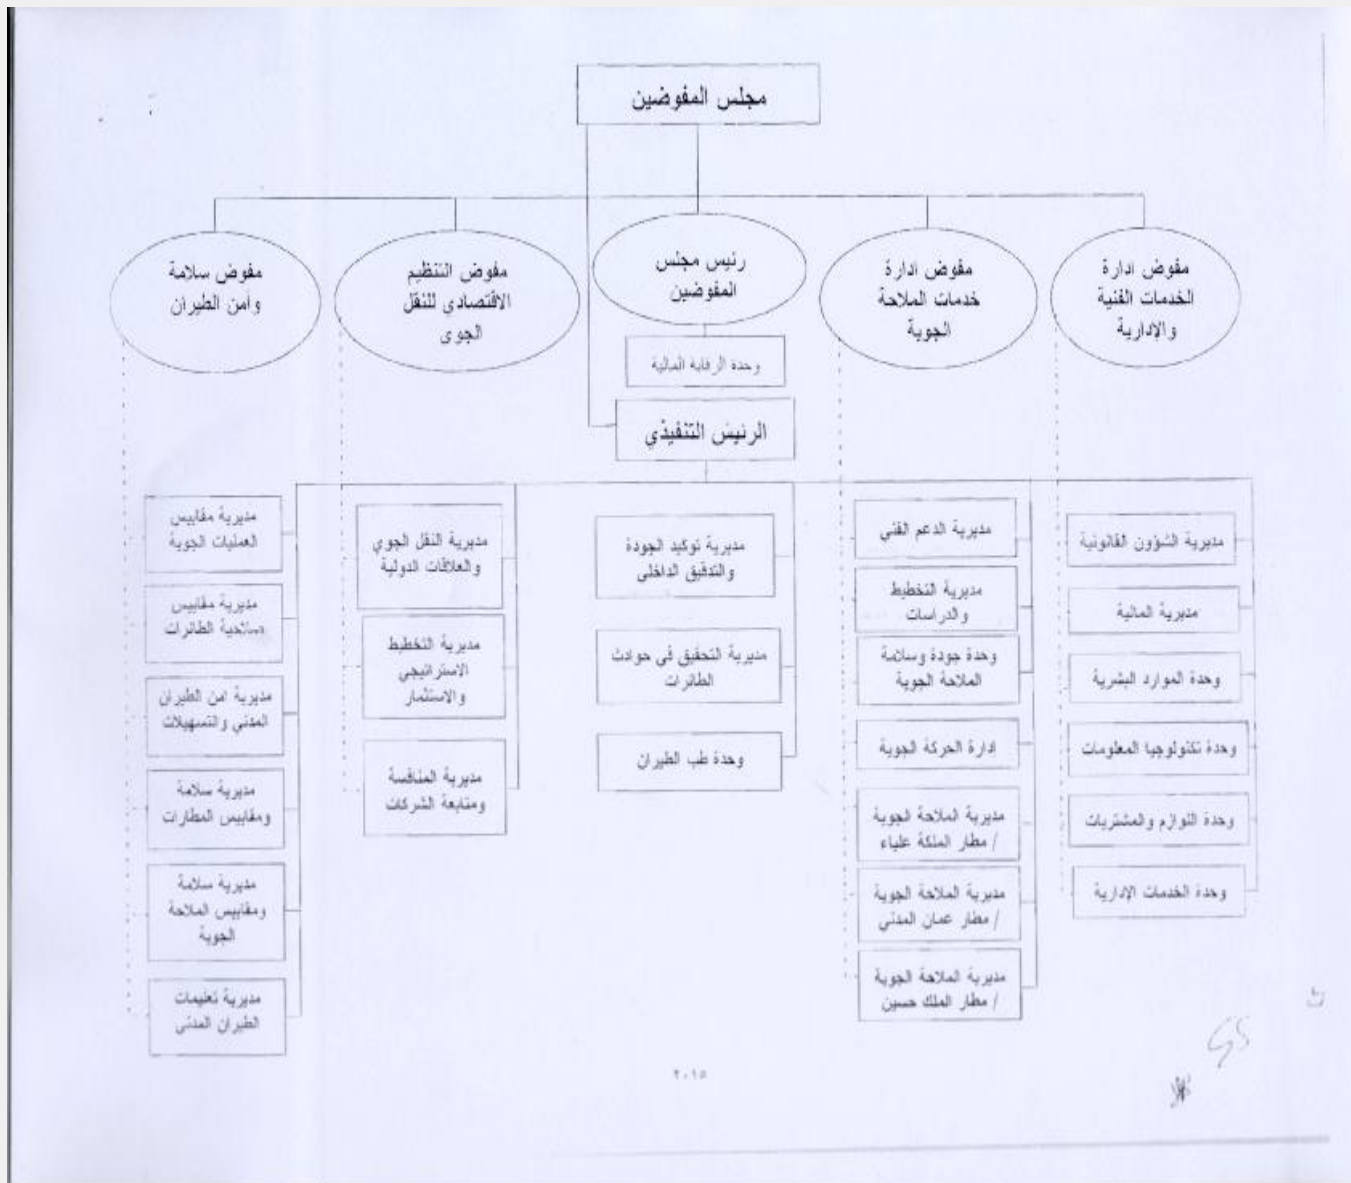 مجلس المفوضين
مفوض ادارة
الخدمات الفنية
والإدارية
مفوض ادارة
خدمات الملاحة
الجوية
رئيس مجلس
المفوضين
مفوض التنظيم
الاقتصادي للنقل
الجوى
مفوض سلامة
وأمن الطيران
وحدة الرقابة المالية
الرئيس التنفيذي
مديرية الشؤون القانونية
مديرية المالية
وحدة الموارد البشرية
وحدة تكنولوجيا المعلومات
وحدة اللوازم والمشتريات
وحدة الخدمات الإدارية
مديرية الدعم الفني
مديرية التخطيط
والدراسات
وحدة جودة وسلامة
الملاحة الجوية
إدارة الحركة الجوية
مديرية الملاحة الجوية
/ مطار الملكة علياء
مديرية الملاحة الجوية
/ مطار عمان المدني
مديرية الملاحة الجوية
/ مطار الملك حسين
مديرية توكيد الجودة
والتدقيق الداخلى
مديرية التحقيق في حوادث
الطائرات
وحدة طب الطيران
مديرية النقل الجوي
والعلاقات الدولية
مديرية التخطيط
الاستراتيجي
والاستثمار
مديرية المنافسة
ومتابعة الشركات
مديرية مقاييس
العمليات الجوية
مديرية مقاييس
صلاحية الطائرات
مديرية امن الطيران
المدني والتسهيلات
مديرية سلامة
ومقاييس المطارات
مديرية سلامة
ومقاييس الملاحة
الجوية
مديرية تعليمات
الطيران المدني
٢٠١٥